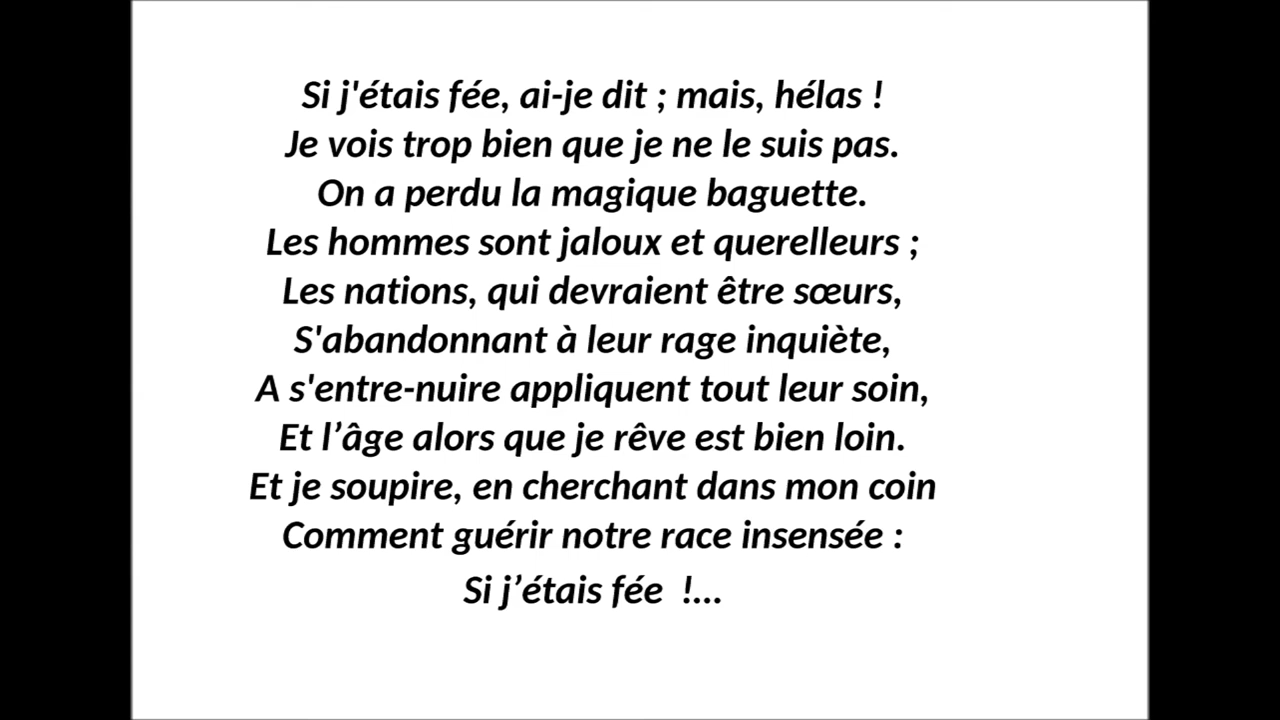 Si j'étais fée, ai-je dit ; mais, hélas !
Je vois trop bien que je ne le suis pas.
On a perdu la magique baguette.
Les hommes sont jaloux et querelleurs ;
Les nations, qui devraient être sœurs,
S'abandonnant à leur rage inquiète,
A s'entre-nuire appliquent tout leur soin,
Et l’âge alors que je rêve est bien loin.
Et je soupire, en cherchant dans mon coin
Comment guérir notre race insensée :
Si j’étais fée  !...